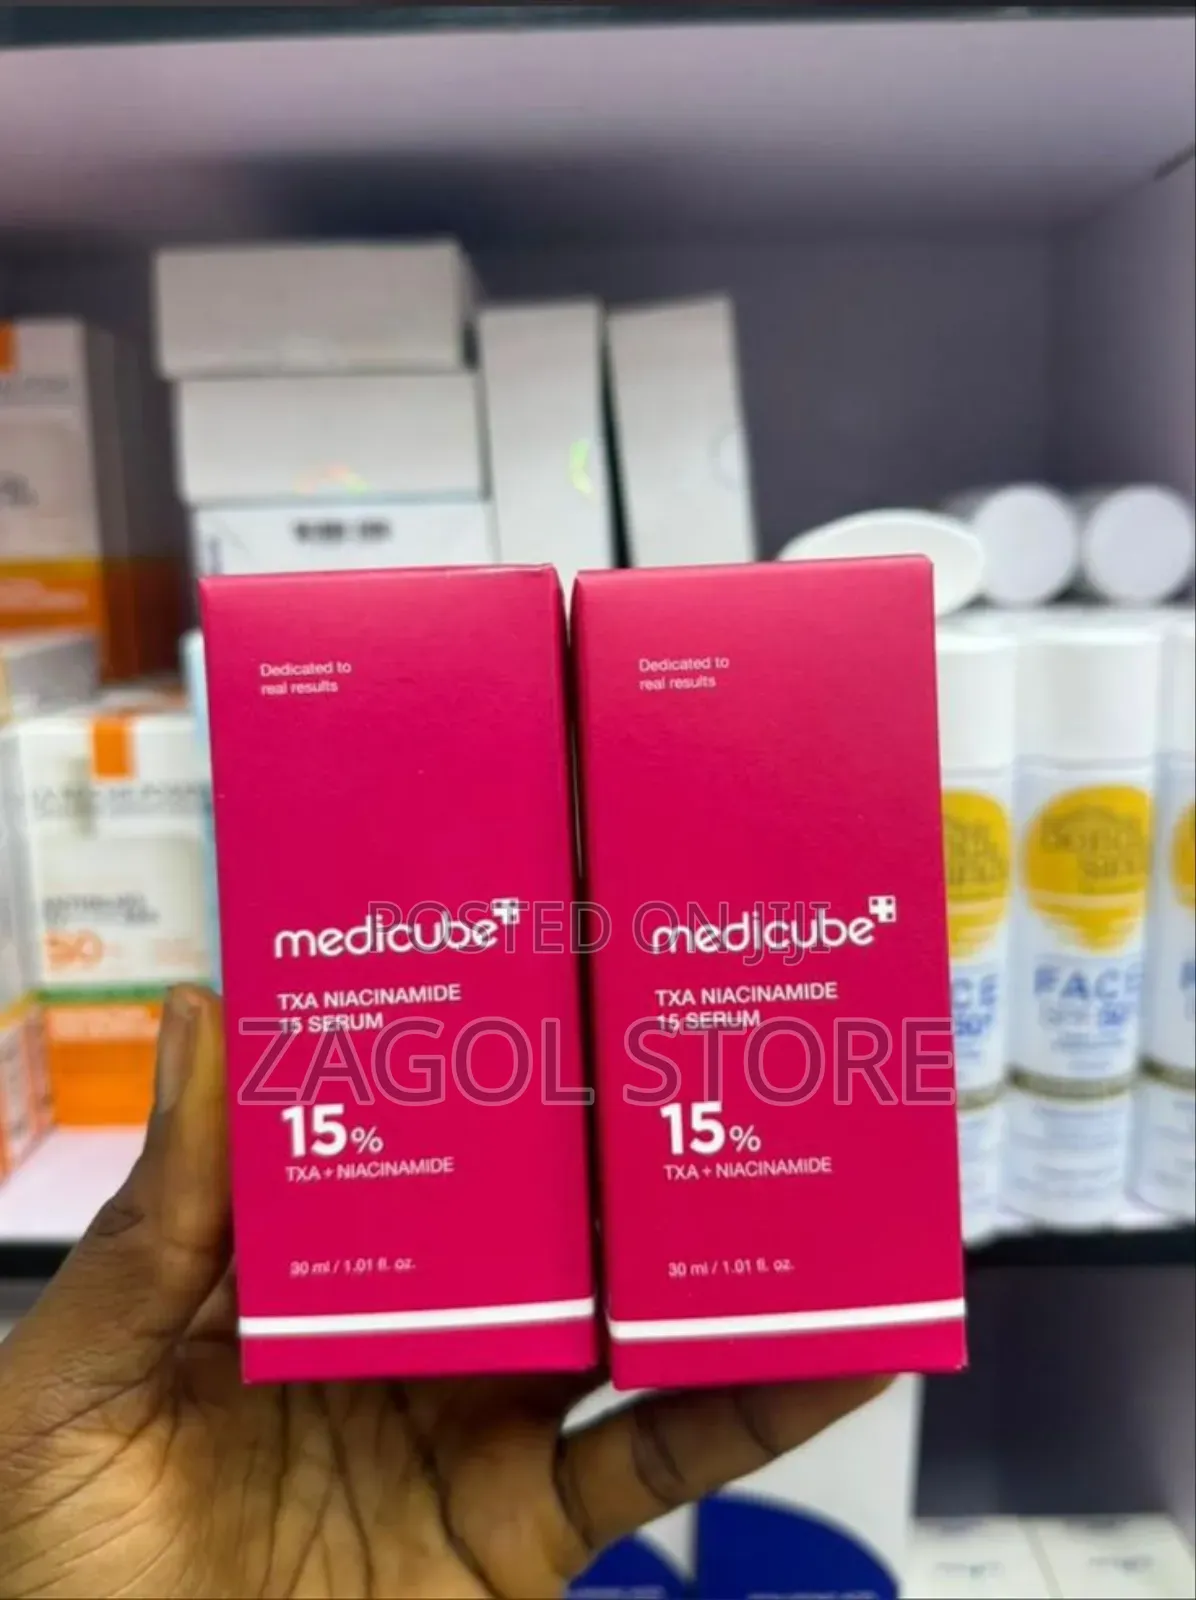 Dedicated to
real results
medicube
TXA NIACINAMIDE
15 SERUM
15%
TXA + NIACINAMIDE
30 ml / 1.01 fl. oz.
Dedicated to
real results
medicube
TXA NIACINAMIDE
15 SERUM
15%
TXA + NIACINAMIDE
30 ml / 1.01 fl. oz.
POSTED ON JIJI
ZAGOL STORE
50
FACE